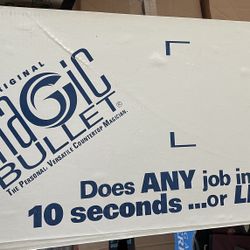 ORIGINAL
MAGIC
BULLET®
THE PERSONAL, VERSATILE COUNTERTOP MAGICIAN.
Does ANY job in
10 seconds ...or